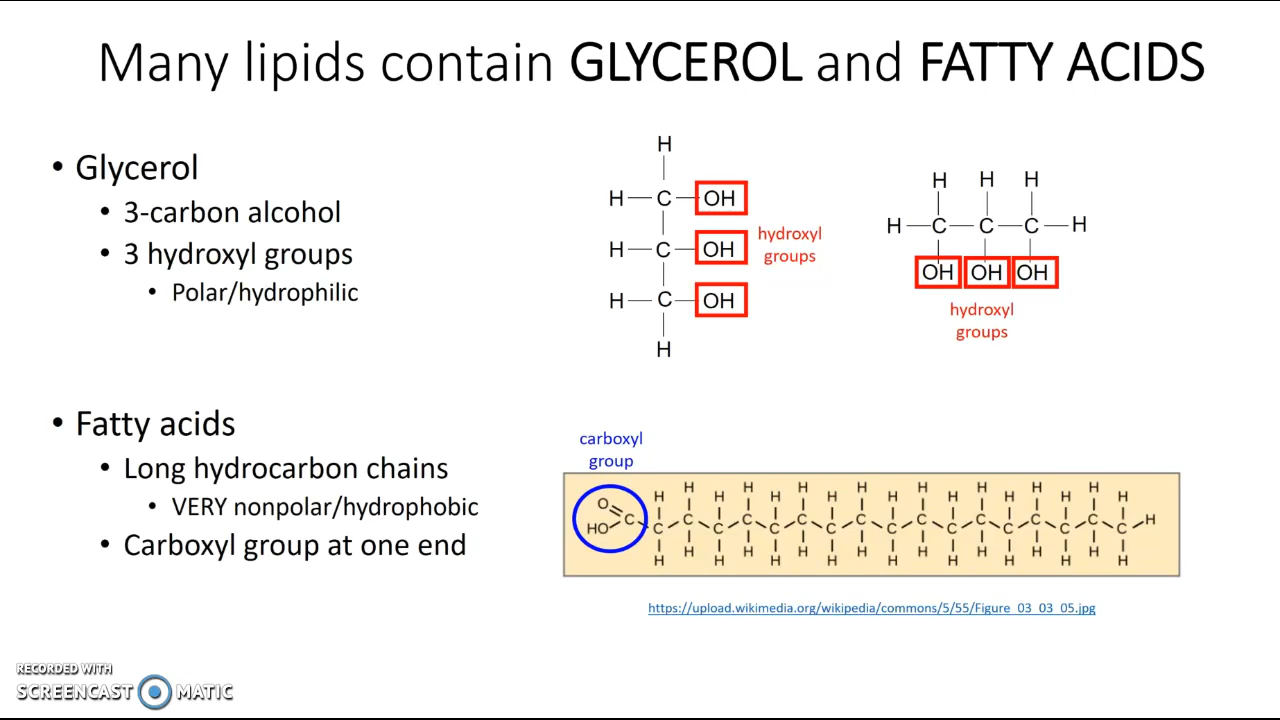 Many lipids contain GLYCEROL and FATTY ACIDS
• Glycerol
• 3-carbon alcohol
• 3 hydroxyl groups
• Polar/hydrophilic
H
H C OH
H C OH
H C OH
H
hydroxyl
groups
H H H
H C C C H
OH OH OH
hydroxyl
groups
• Fatty acids
• Long hydrocarbon chains
• VERY nonpolar/hydrophobic
• Carboxyl group at one end
carboxyl
group
H H H H H H H H H H H H H H H H H
O
HO C C C C C C C C C C C C C C C C C C H
H H H H H H H H H H H H H H H H H
https://upload.wikimedia.org/wikipedia/commons/5/55/Figure_03_03_05.jpg
RECORDED WITH
SCREENCAST MATIC